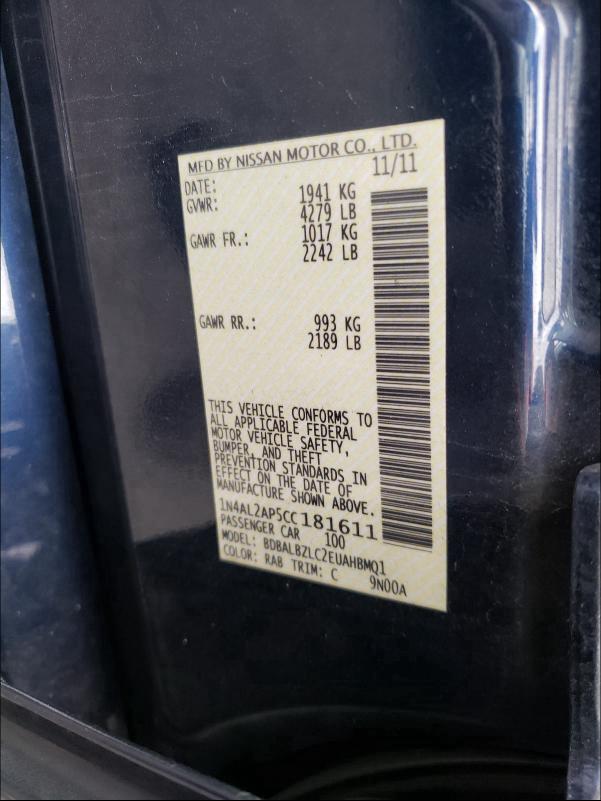 MFD BY NISSAN MOTOR CO., LTD.
DATE: 11/11
GVWR: 1941 KG
4279 LB
GAWR FR.: 1017 KG
2242 LB
GAWR RR.: 993 KG
2189 LB
THIS VEHICLE CONFORMS TO
ALL APPLICABLE FEDERAL
MOTOR VEHICLE SAFETY,
BUMPER, AND THEFT
PREVENTION STANDARDS IN
EFFECT ON THE DATE OF
MANUFACTURE SHOWN ABOVE.
1N4AL2AP5CC181611
PASSENGER CAR 100
MODEL: BDBALBZLC2EUAHBMQ1
COLOR: RAB TRIM: C 9N00A